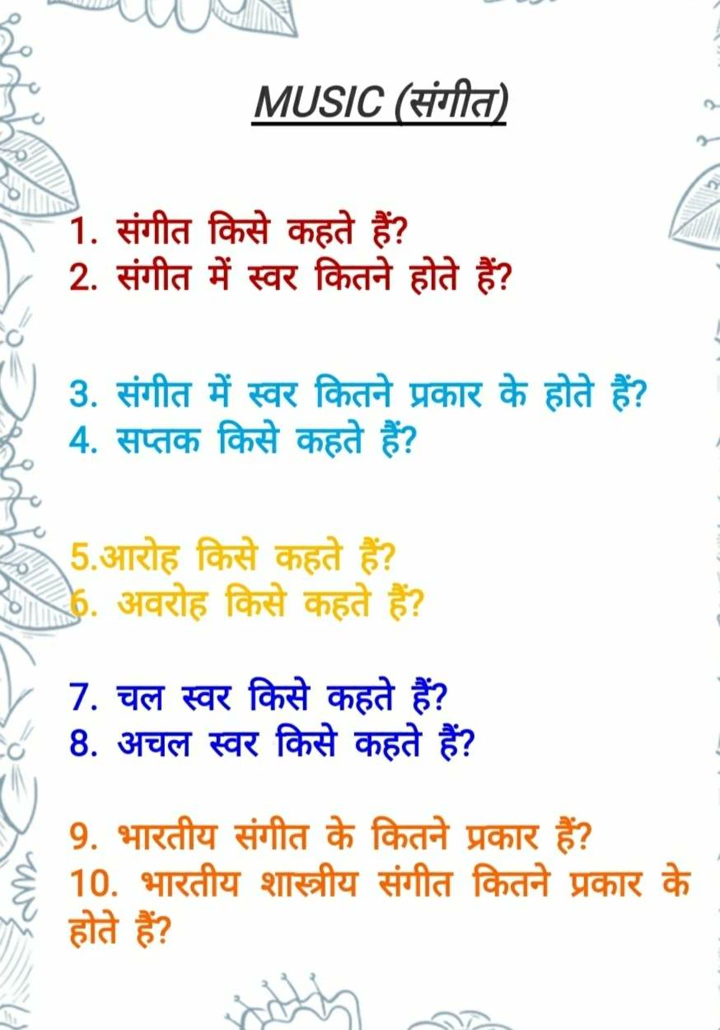 MUSIC (संगीत)
1. संगीत किसे कहते हैं?
2. संगीत में स्वर कितने होते हैं?
3. संगीत में स्वर कितने प्रकार के होते हैं?
4. सप्तक किसे कहते हैं?
5.आरोह किसे कहते हैं?
6. अवरोह किसे कहते हैं?
7. चल स्वर किसे कहते हैं?
8. अचल स्वर किसे कहते हैं?
9. भारतीय संगीत के कितने प्रकार हैं?
10. भारतीय शास्त्रीय संगीत कितने प्रकार के
होते हैं?